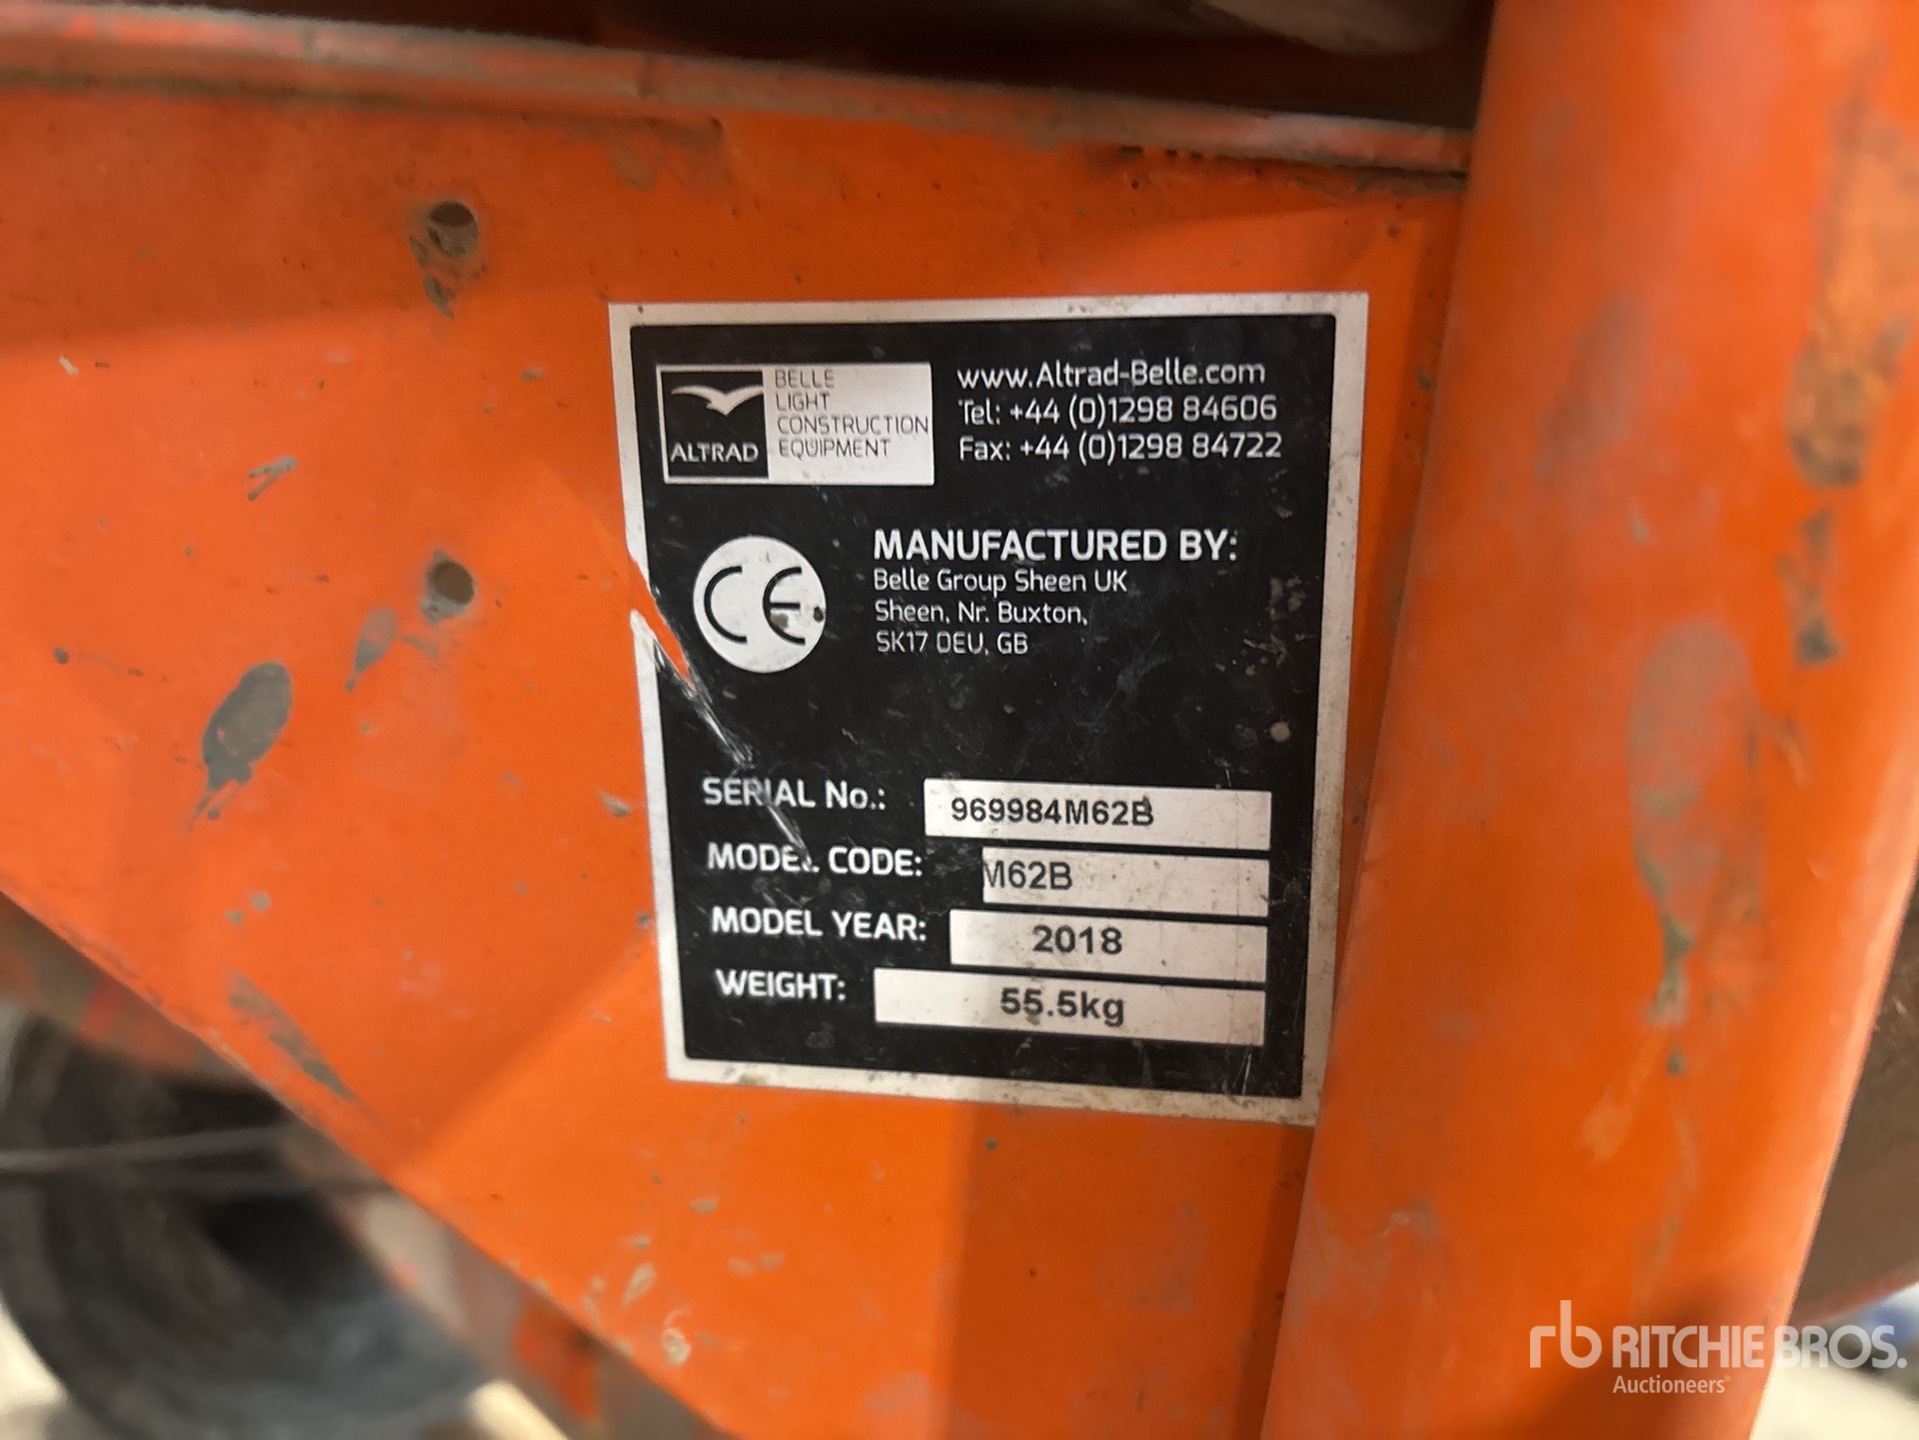 ALTRAD
BELLE
LIGHT
CONSTRUCTION
EQUIPMENT
www.Altrad-Belle.com
Tel: +44 (0)1298 84606
Fax: +44 (0)1298 84722
CE
MANUFACTURED BY:
Belle Group Sheen UK
Sheen, Nr. Buxton,
SK17 0EU, GB
SERIAL No.: 969984M62B
MODEL CODE: M62B
MODEL YEAR: 2018
WEIGHT: 55.5kg
rb RITCHIE BROS.
Auctioneers